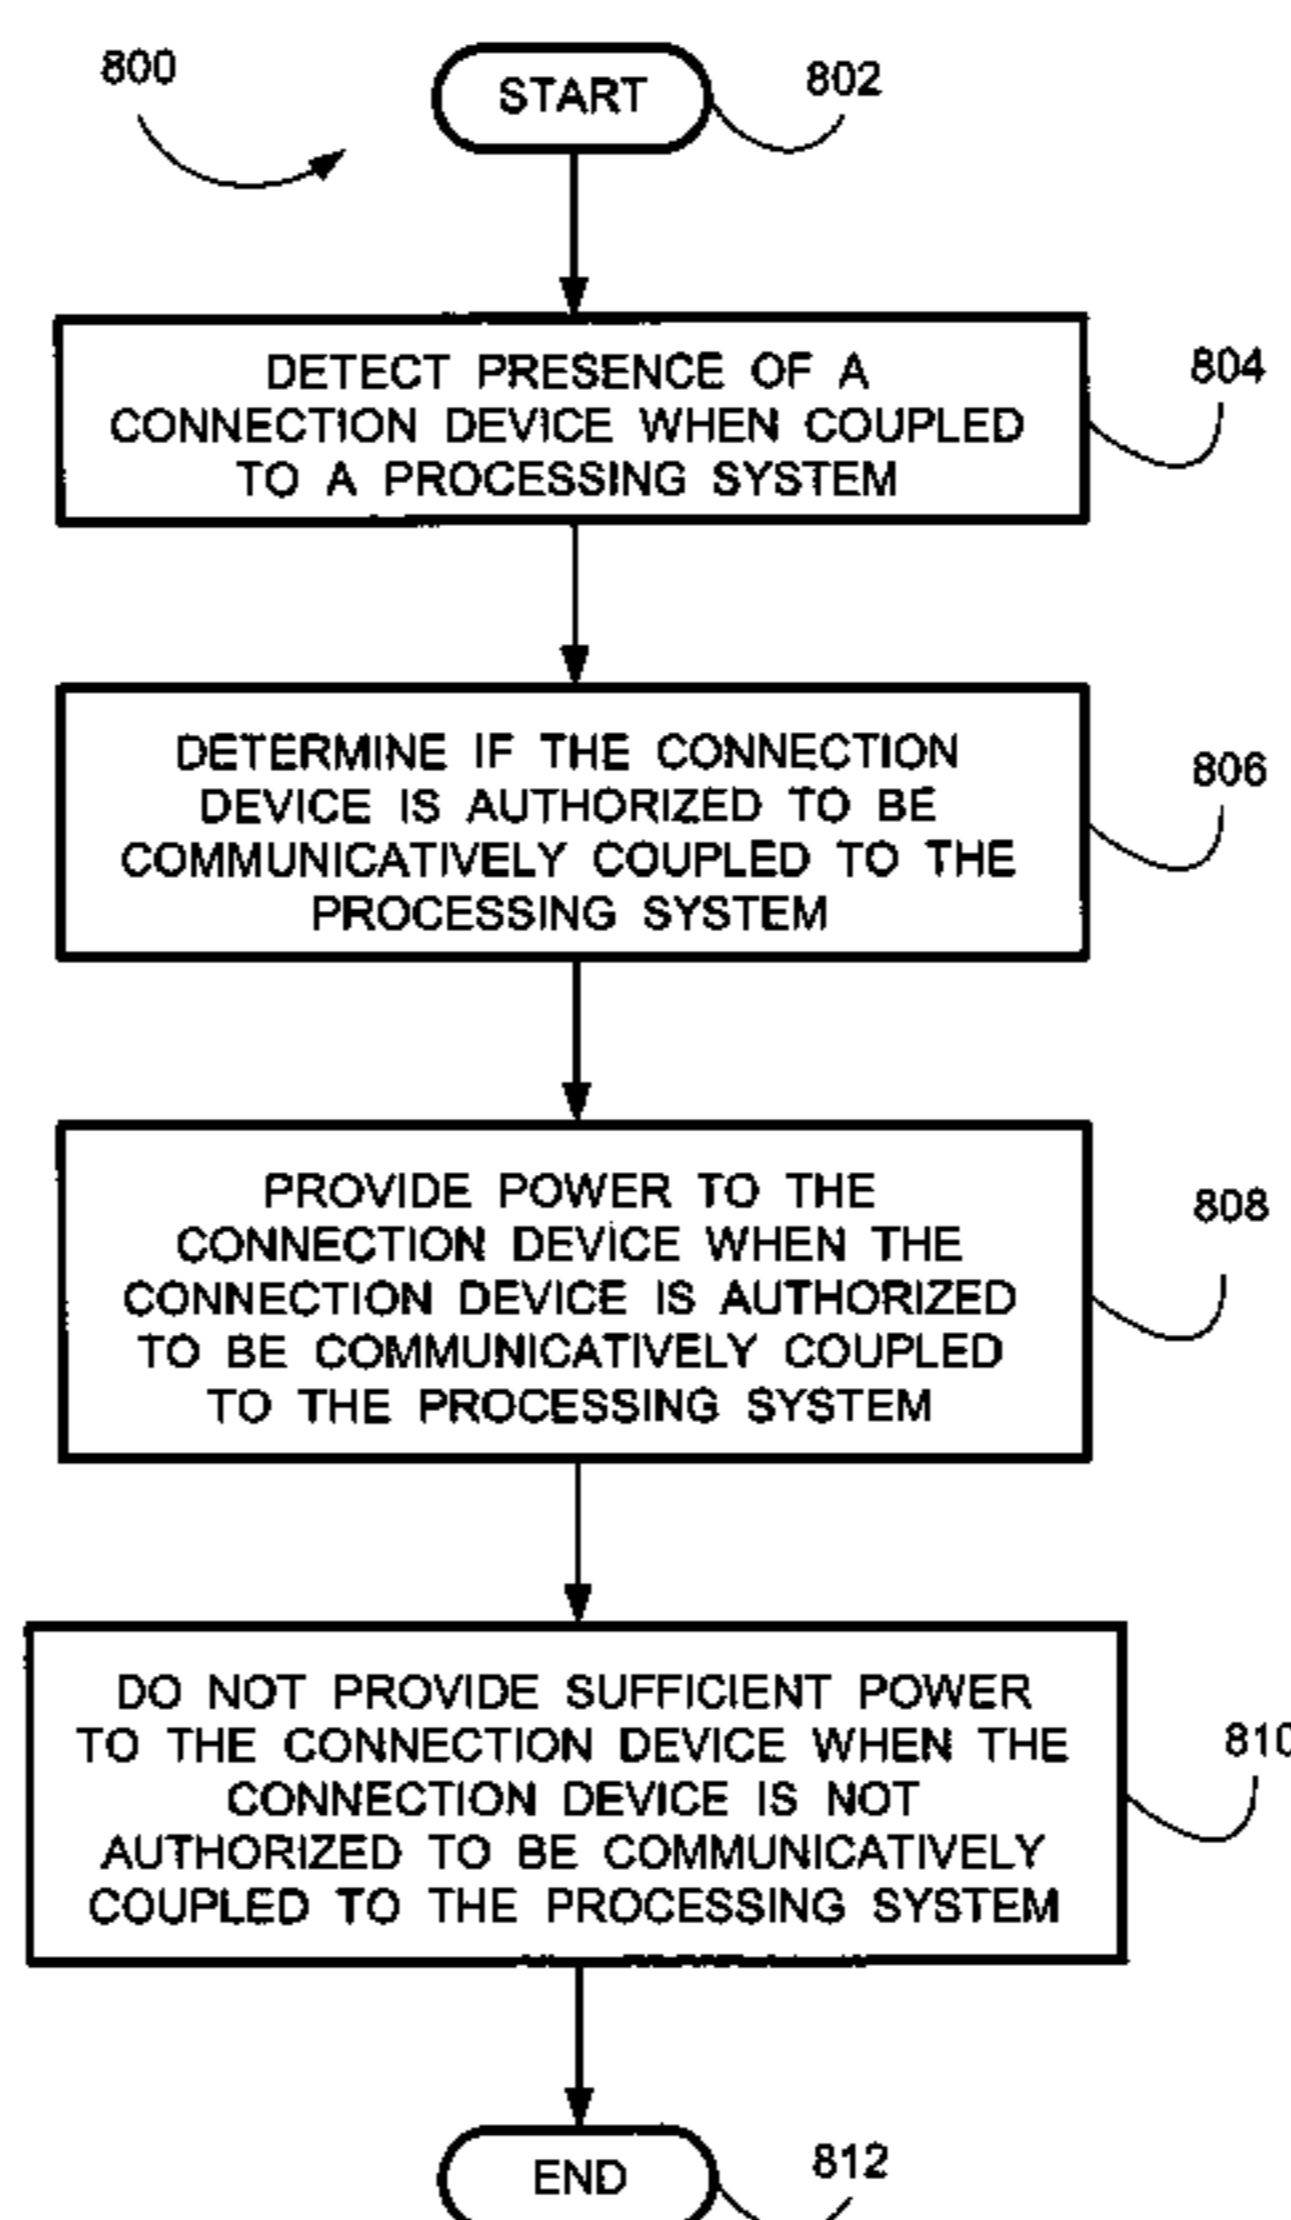 800
START
802
DETECT PRESENCE OF A
CONNECTION DEVICE WHEN COUPLED
TO A PROCESSING SYSTEM
804
DETERMINE IF THE CONNECTION
DEVICE IS AUTHORIZED TO BE
COMMUNICATIVELY COUPLED TO THE
PROCESSING SYSTEM
806
PROVIDE POWER TO THE
CONNECTION DEVICE WHEN THE
CONNECTION DEVICE IS AUTHORIZED
TO BE COMMUNICATIVELY COUPLED
TO THE PROCESSING SYSTEM
808
DO NOT PROVIDE SUFFICIENT POWER
TO THE CONNECTION DEVICE WHEN THE
CONNECTION DEVICE IS NOT
AUTHORIZED TO BE COMMUNICATIVELY
COUPLED TO THE PROCESSING SYSTEM
810
END
812